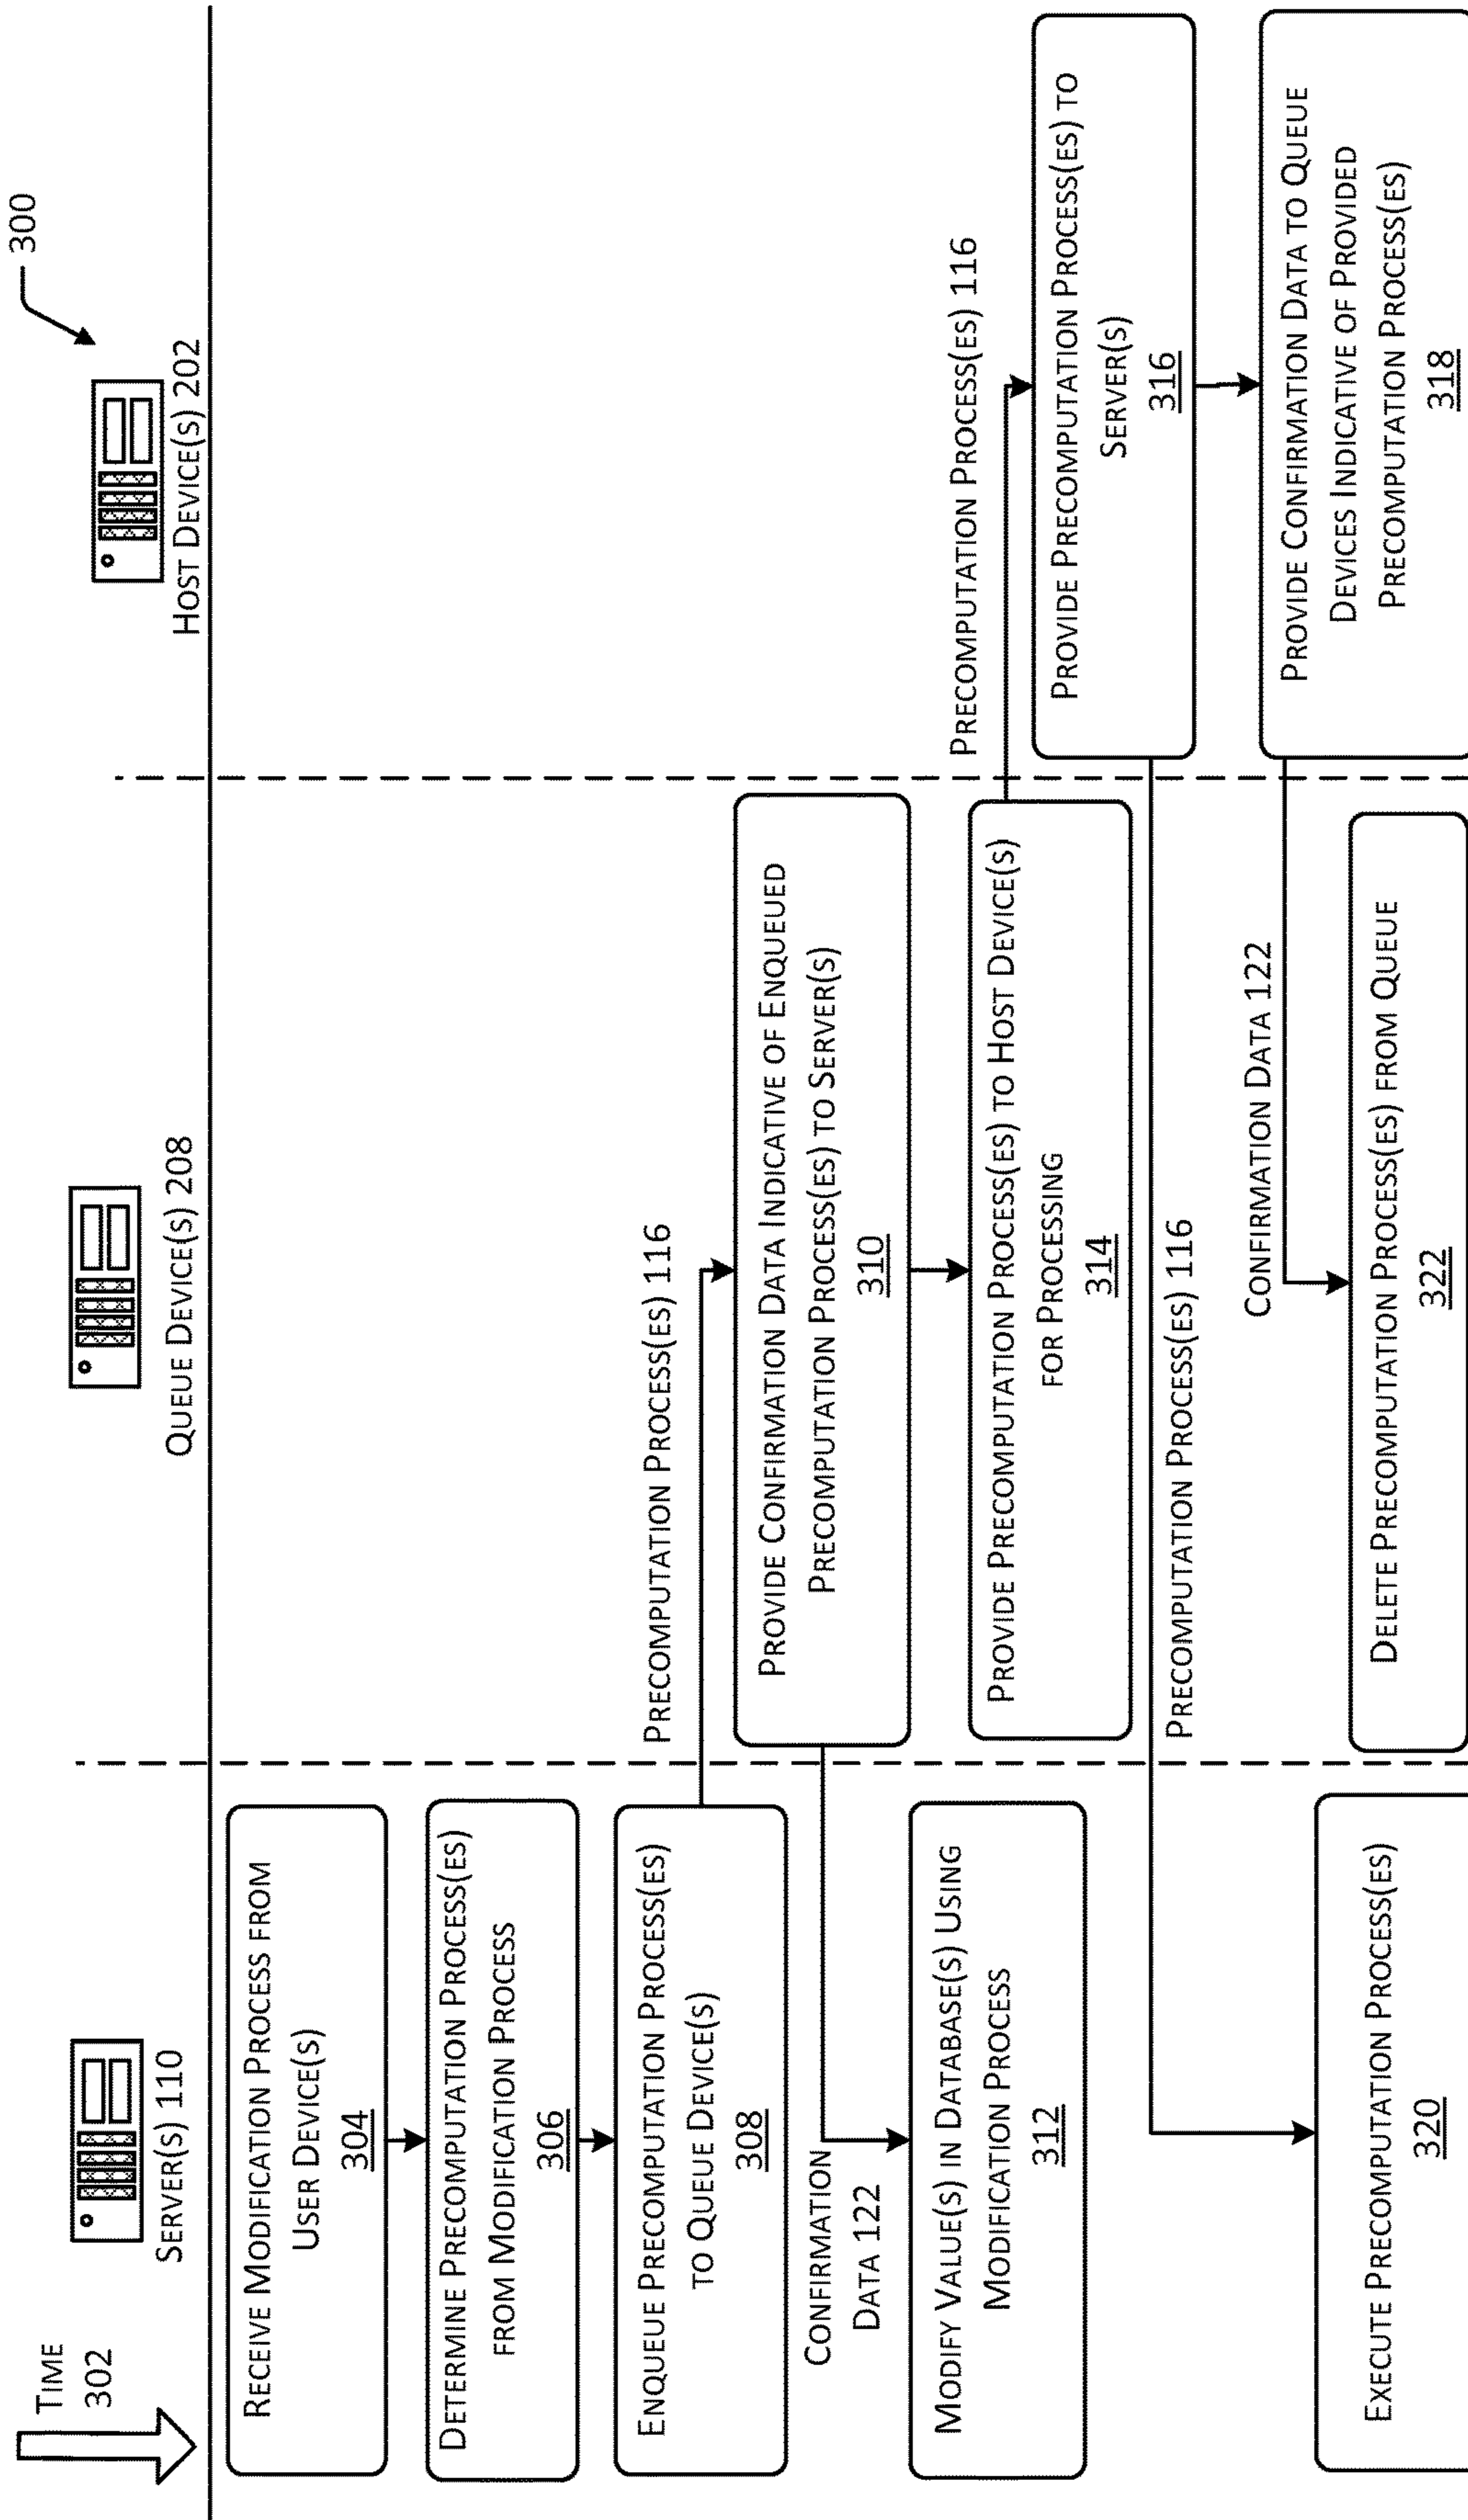 300
TIME
302
SERVER(S) 110
QUEUE DEVICE(S) 208
HOST DEVICE(S) 202
RECEIVE MODIFICATION PROCESS FROM
USER DEVICE(S)
304
DETERMINE PRECOMPUTATION PROCESS(ES)
FROM MODIFICATION PROCESS
306
ENQUEUE PRECOMPUTATION PROCESS(ES)
TO QUEUE DEVICE(S)
308
PRECOMPUTATION PROCESS(ES) 116
PROVIDE CONFIRMATION DATA INDICATIVE OF ENQUEUED
PRECOMPUTATION PROCESS(ES) TO SERVER(S)
310
CONFIRMATION
DATA 122
MODIFY VALUE(S) IN DATABASE(S) USING
MODIFICATION PROCESS
312
PROVIDE PRECOMPUTATION PROCESS(ES) TO HOST DEVICE(S)
FOR PROCESSING
314
PRECOMPUTATION PROCESS(ES) 116
PROVIDE PRECOMPUTATION PROCESS(ES) TO
SERVER(S)
316
PRECOMPUTATION PROCESS(ES) 116
PROVIDE CONFIRMATION DATA TO QUEUE
DEVICES INDICATIVE OF PROVIDED
PRECOMPUTATION PROCESS(ES)
318
CONFIRMATION DATA 122
EXECUTE PRECOMPUTATION PROCESS(ES)
320
DELETE PRECOMPUTATION PROCESS(ES) FROM QUEUE
322